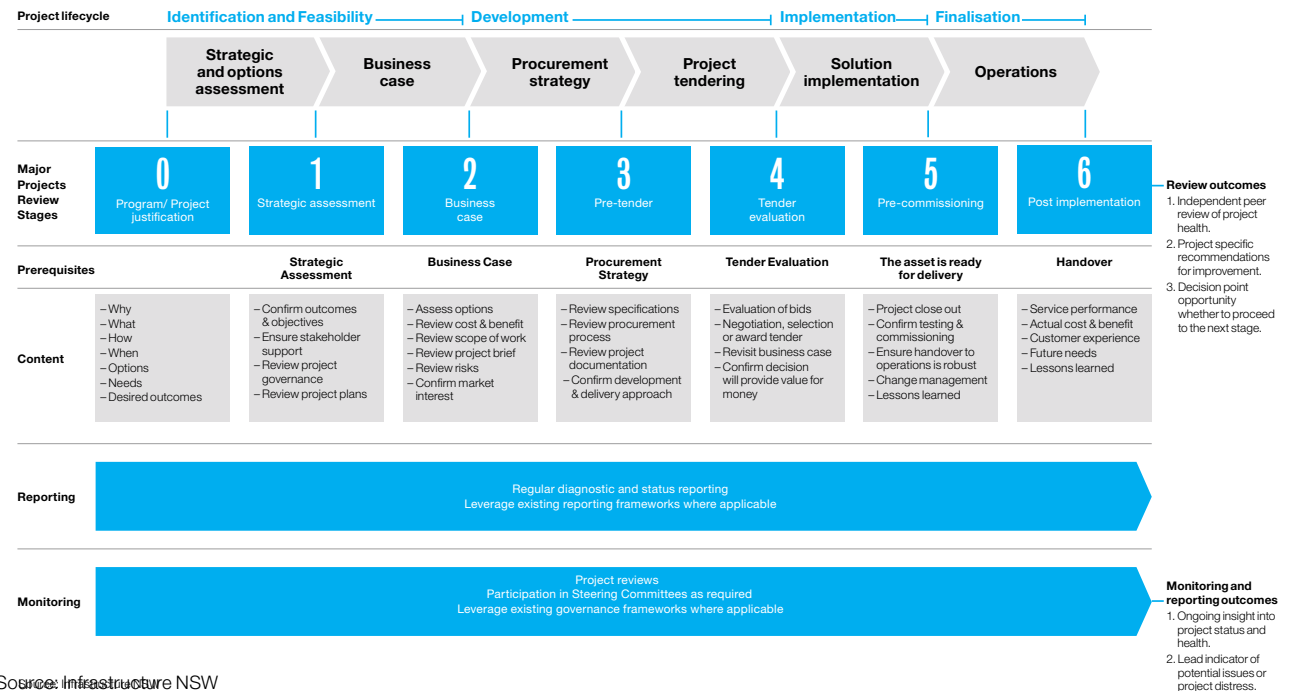 Project lifecycle
Identification and Feasibility
Development
Implementation
Finalisation
Strategic
and options
assessment
Business
case
Procurement
strategy
Project
tendering
Solution
implementation
Operations
Major
Projects
Review
Stages
0
Program/ Project
justification
1
Strategic assessment
2
Business
case
3
Pre-tender
4
Tender
evaluation
5
Pre-commissioning
6
Post implementation
Review outcomes
1. Independent peer
review of project
health.
2. Project specific
recommendations
for improvement.
3. Decision point
opportunity
whether to proceed
to the next stage.
Prerequisites
Strategic
Assessment
Business Case
Procurement
Strategy
Tender Evaluation
The asset is ready
for delivery
Handover
Content
– Why
– What
– How
– When
– Options
– Needs
– Desired outcomes
– Confirm outcomes
& objectives
– Ensure stakeholder
support
– Review project
governance
– Review project plans
– Assess options
– Review cost & benefit
– Review scope of work
– Review project brief
– Review risks
– Confirm market
interest
– Review specifications
– Review procurement
process
– Review project
documentation
– Confirm development
& delivery approach
– Evaluation of bids
– Negotiation, selection
or award tender
– Revisit business case
– Confirm decision
will provide value for
money
– Project close out
– Confirm testing &
commissioning
– Ensure handover to
operations is robust
– Change management
– Lessons learned
– Service performance
– Actual cost & benefit
– Customer experience
– Future needs
– Lessons learned
Reporting
Regular diagnostic and status reporting
Leverage existing reporting frameworks where applicable
Monitoring
Project reviews
Participation in Steering Committees as required
Leverage existing governance frameworks where applicable
Monitoring and
reporting outcomes
1. Ongoing insight into
project status and
health.
2. Lead indicator of
potential issues or
project distress.
Source: Infrastructure NSW